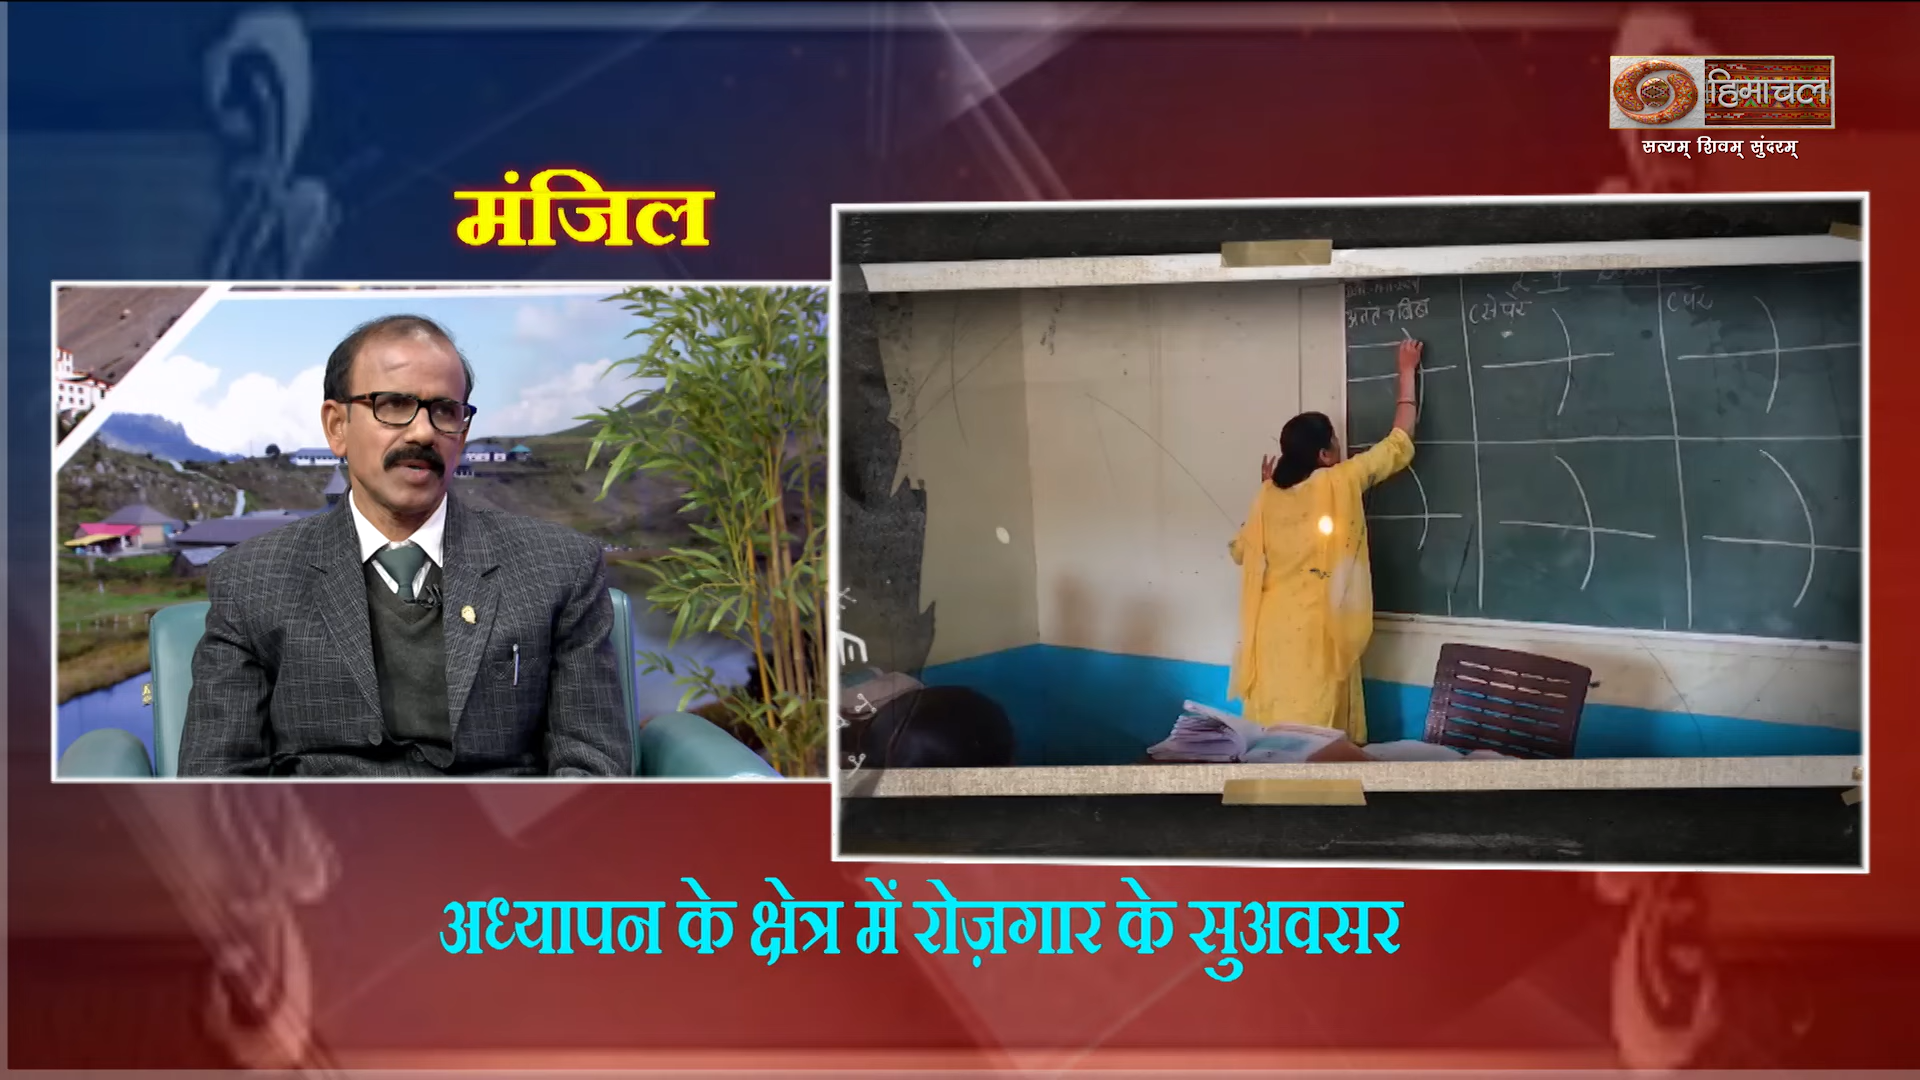 हिमाचल
सत्यम् शिवम् सुंदरम्
मंजिल
अध्यापन के क्षेत्र में रोज़गार के सुअवसर